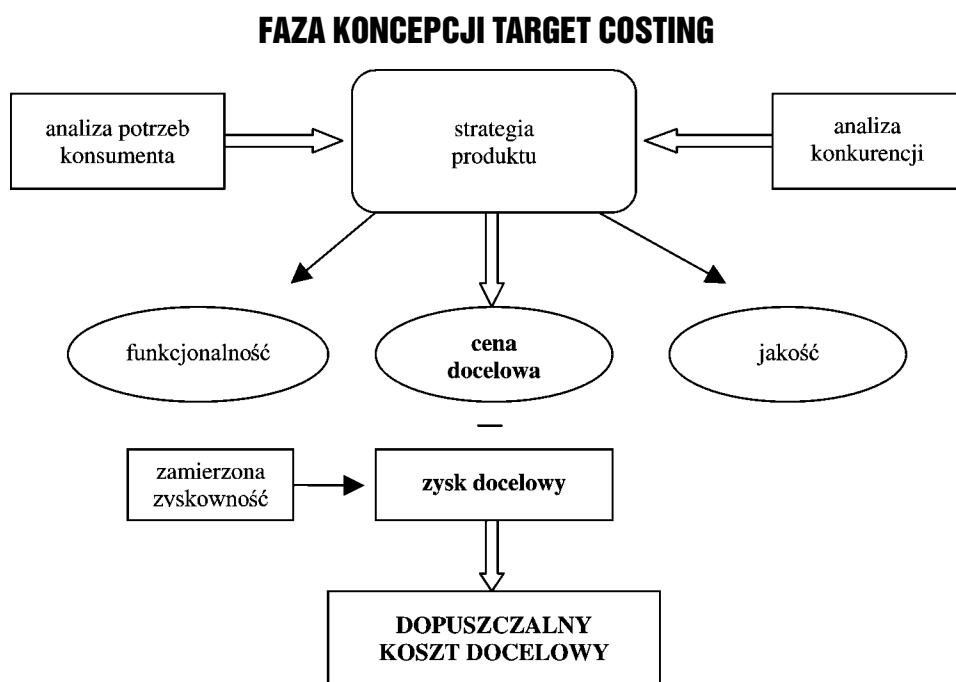 FAZA KONCEPCJI TARGET COSTING
analiza potrzeb
konsumenta
strategia
produktu
analiza
konkurencji
funkcjonalność
cena
docelowa
jakość
—
zamierzona
zyskowność
zysk docelowy
DOPUSZCZALNY
KOSZT DOCELOWY